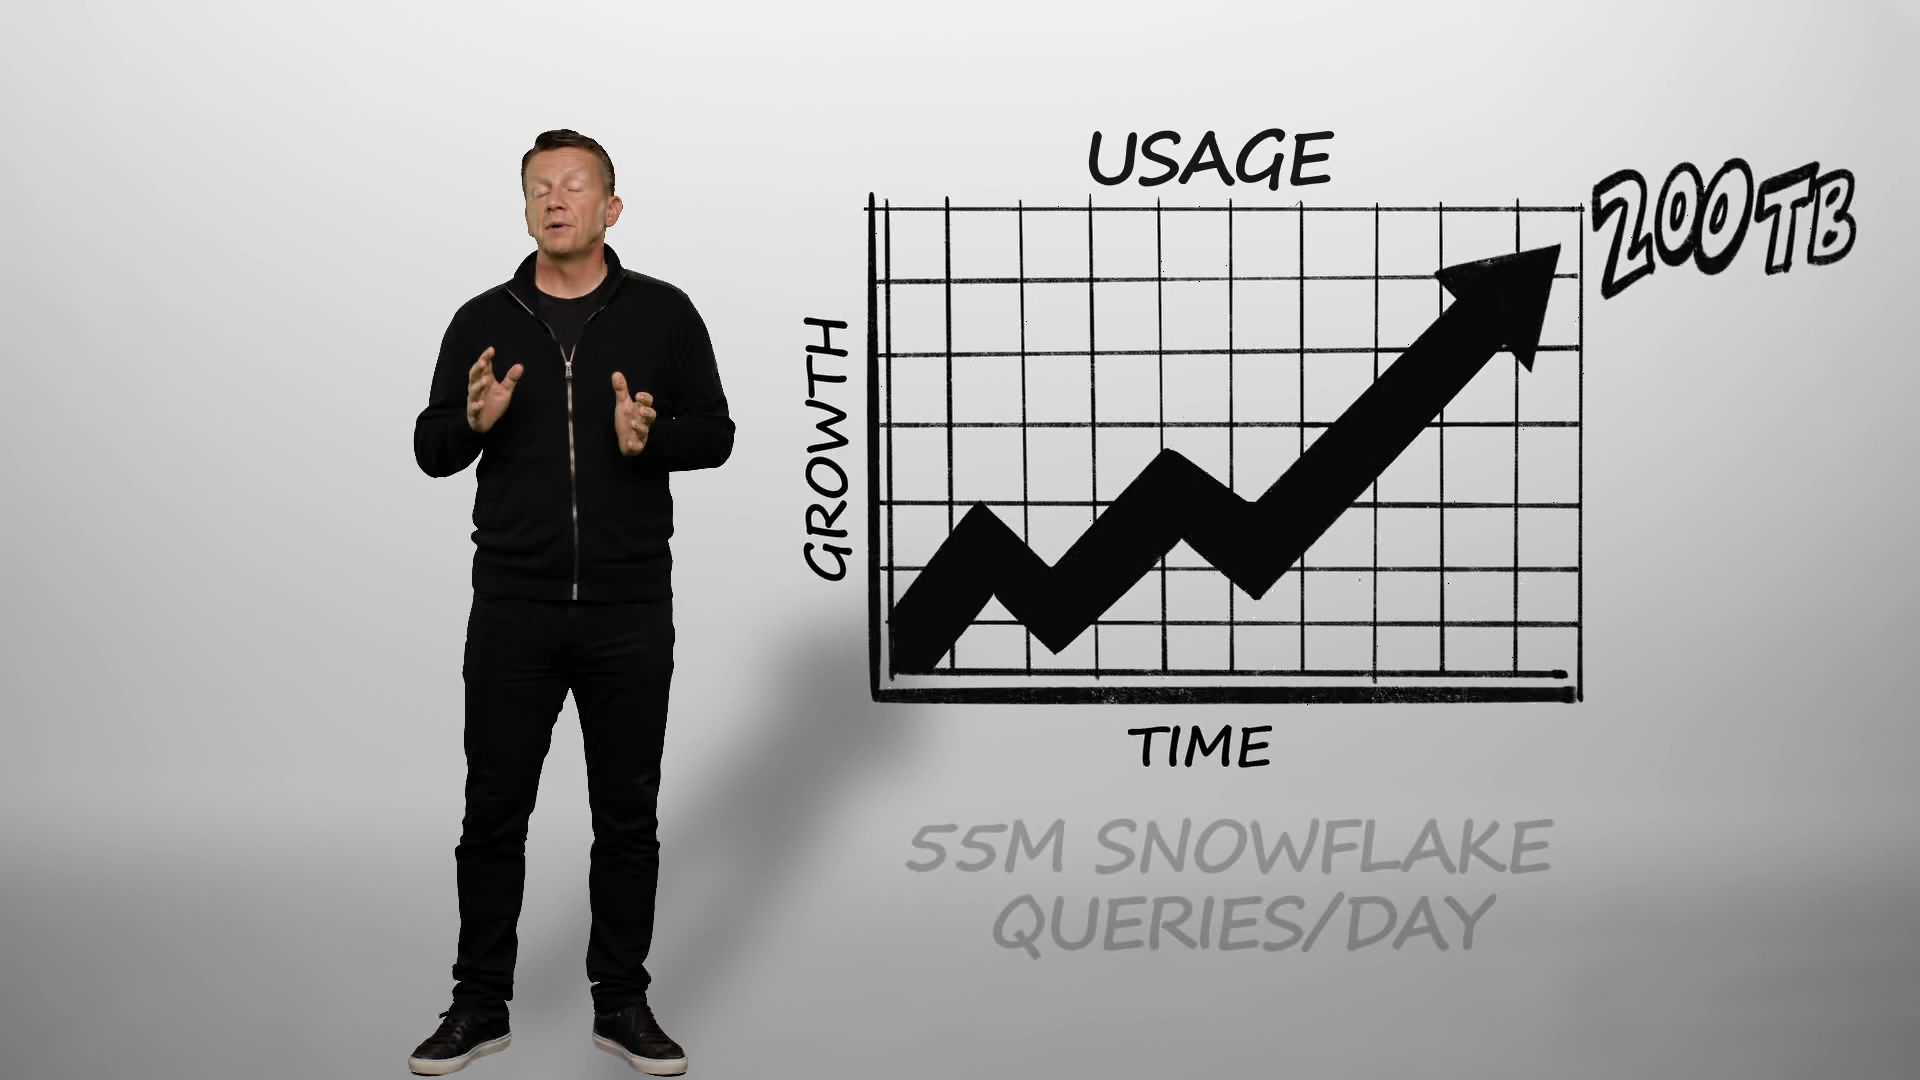 USAGE
200TB
GROWTH
TIME
55M SNOWFLAKE
QUERIES/DAY